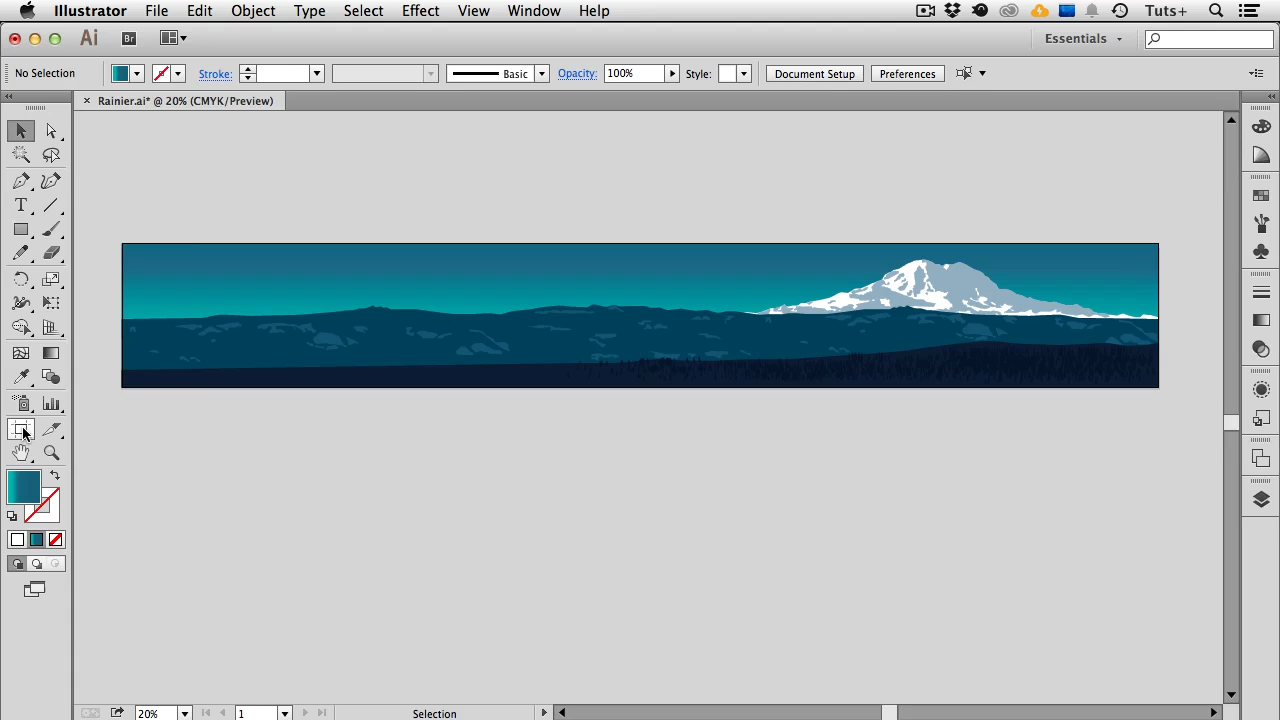 Illustrator File Edit Object Type Select Effect View Window Help Tuts+
Ai Br Essentials
No Selection Stroke: Basic Opacity: 100% Style: Document Setup Preferences
× Rainier.ai* @ 20% (CMYK/Preview)
T
20% 1 Selection